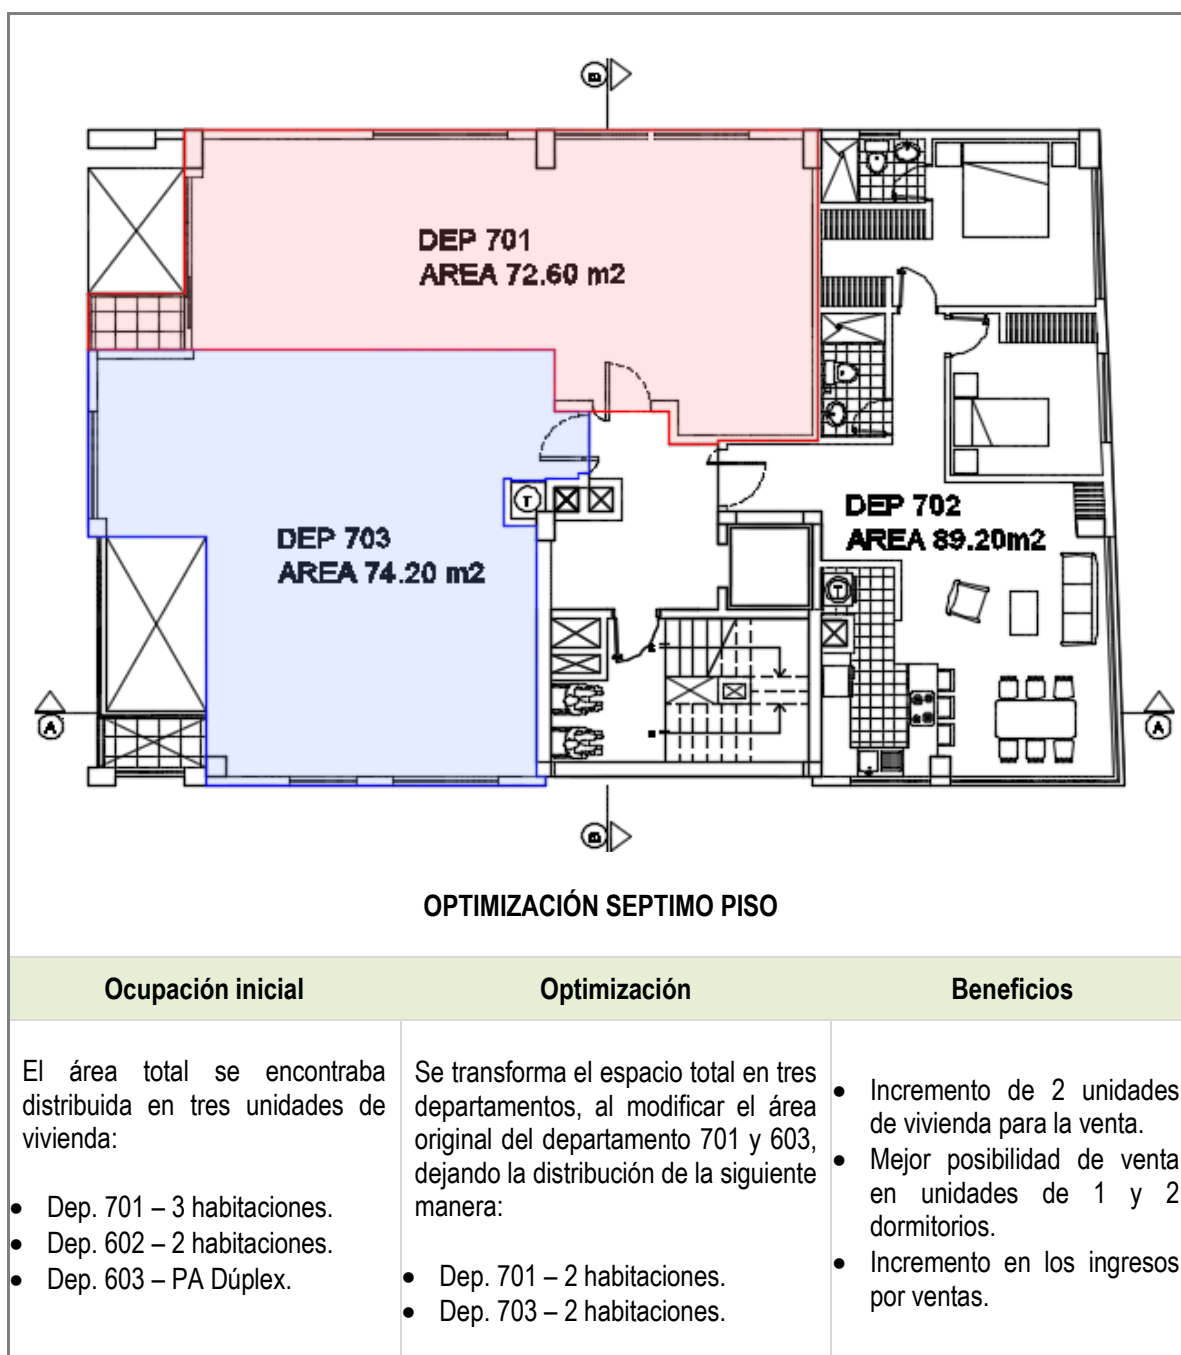 B
DEP 701
AREA 72.60 m2
DEP 702
AREA 89.20m2
DEP 703
AREA 74.20 m2
T
T
A
A
B
OPTIMIZACIÓN SEPTIMO PISO
Ocupación inicial
Optimización
Beneficios
El área total se encontraba
distribuida en tres unidades de
vivienda:
• Dep. 701 – 3 habitaciones.
• Dep. 602 – 2 habitaciones.
• Dep. 603 – PA Dúplex.
Se transforma el espacio total en tres
departamentos, al modificar el área
original del departamento 701 y 603,
dejando la distribución de la siguiente
manera:
• Dep. 701 – 2 habitaciones.
• Dep. 703 – 2 habitaciones.
• Incremento de 2 unidades
de vivienda para la venta.
• Mejor posibilidad de venta
en unidades de 1 y 2
dormitorios.
• Incremento en los ingresos
por ventas.